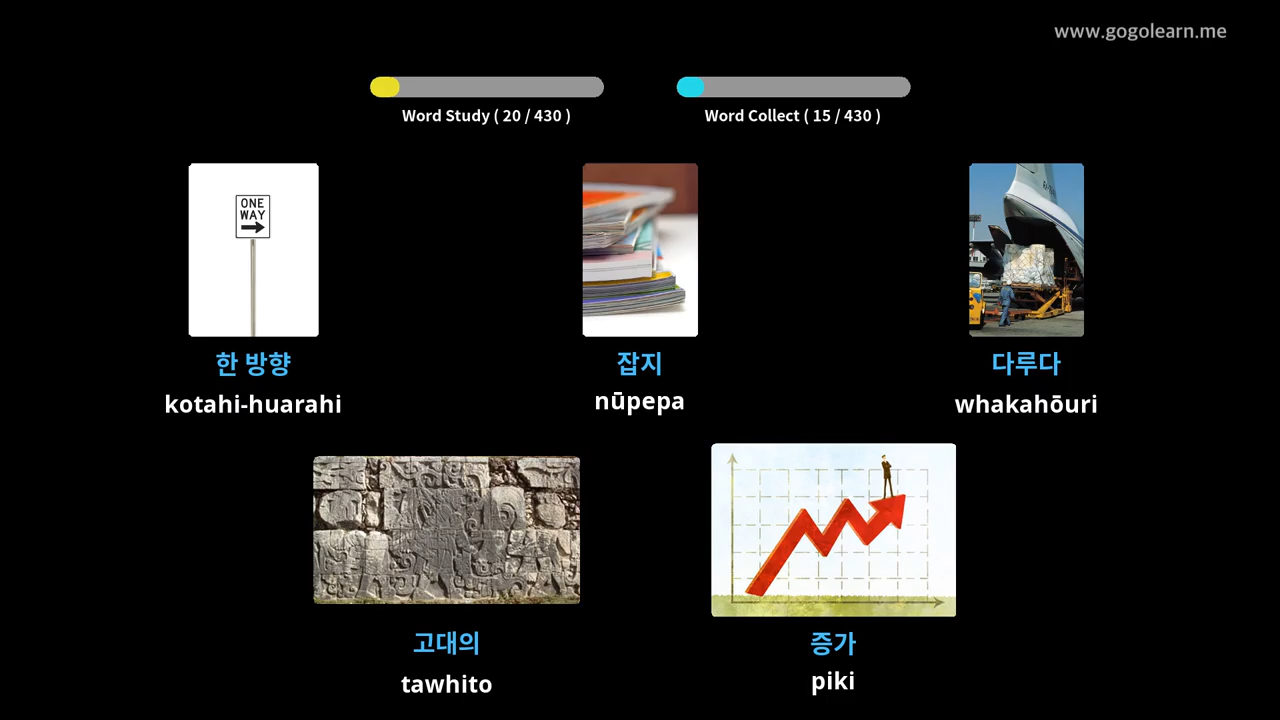 www.gogolearn.me
Word Study ( 20 / 430 )
Word Collect ( 15 / 430 )
ONE
WAY
한 방향
kotahi-huarahi
잡지
nūpepa
다루다
whakahōuri
고대의
tawhito
증가
piki